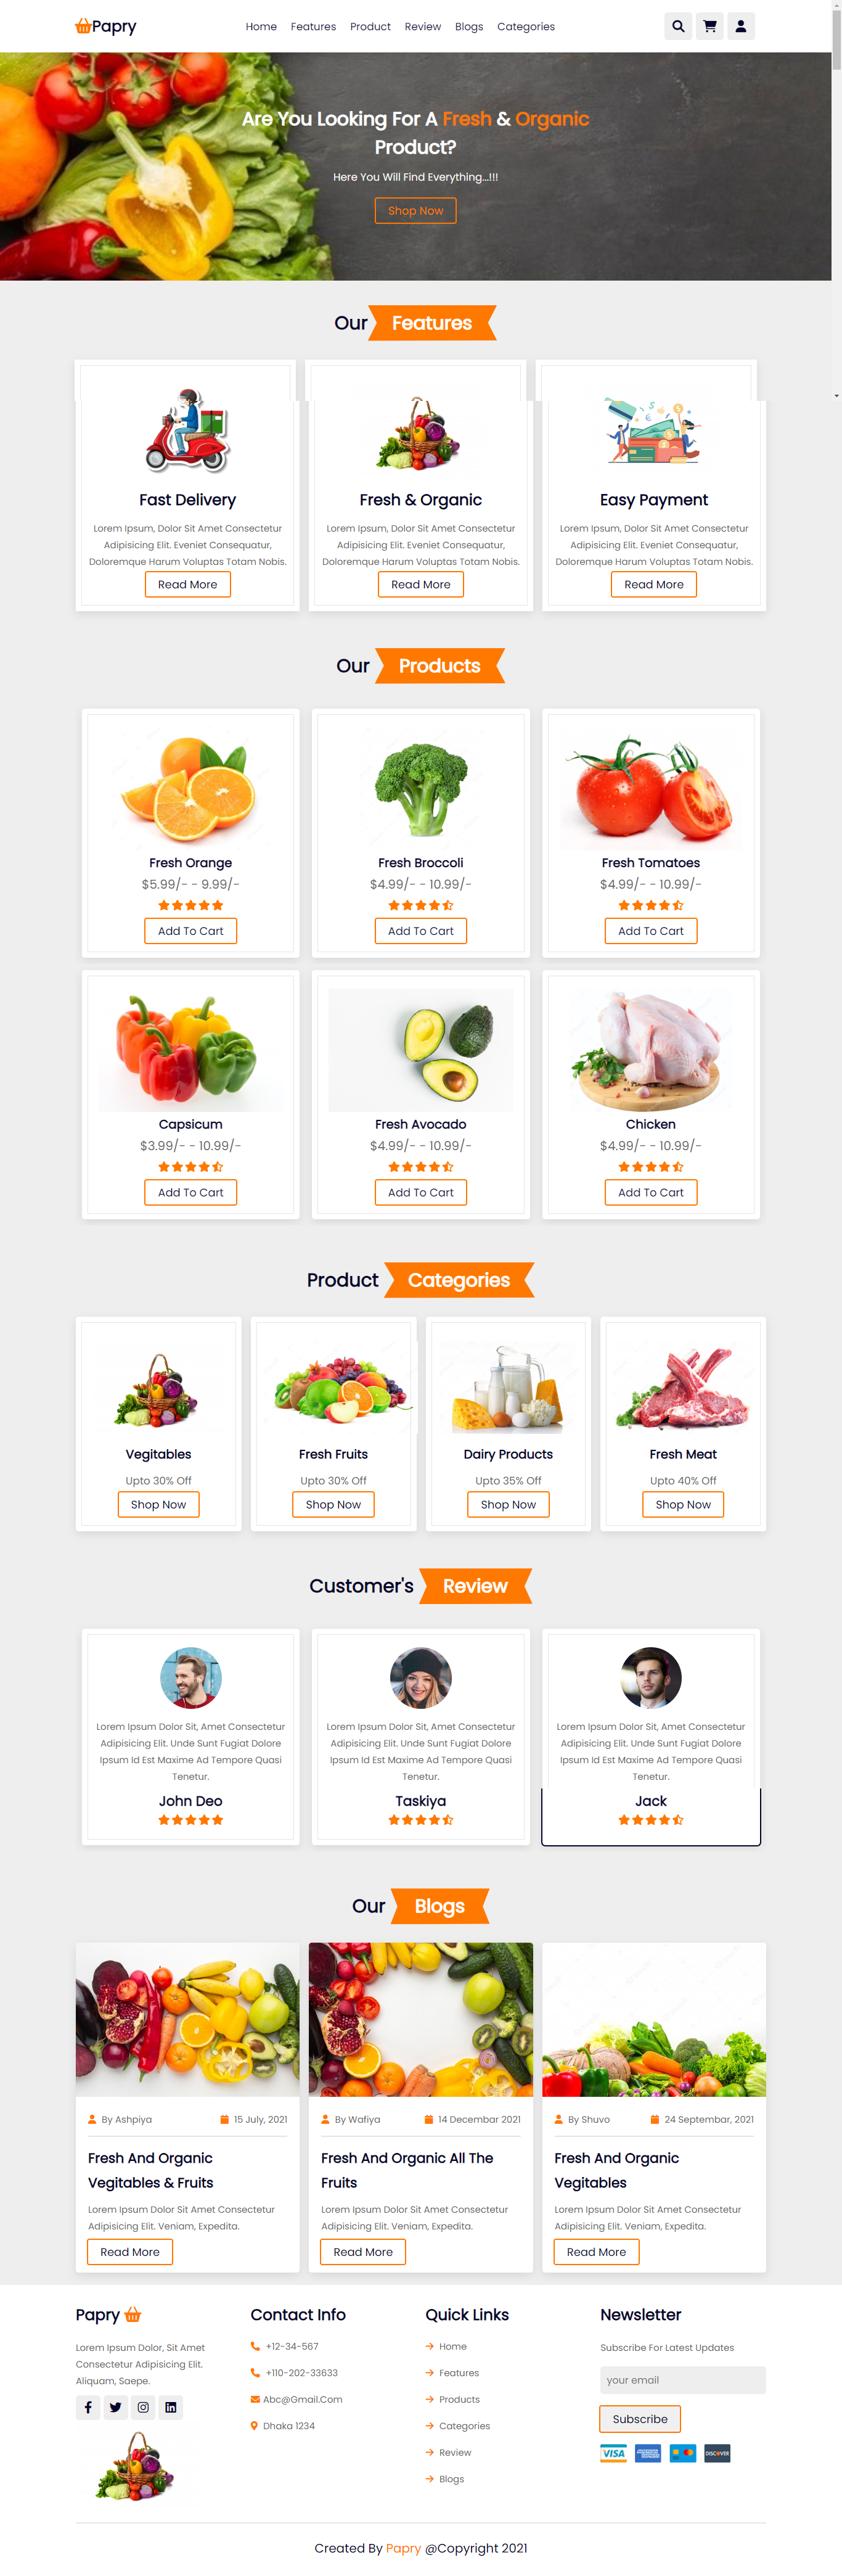 Papry
Home Features Product Review Blogs Categories
Are You Looking For A Fresh & Organic
Product?
Here You Will Find Everything...!!!
Shop Now
Our Features
Fast Delivery
Lorem Ipsum, Dolor Sit Amet Consectetur
Adipisicing Elit. Eveniet Consequatur,
Doloremque Harum Voluptas Totam Nobis.
Read More
Fresh & Organic
Lorem Ipsum, Dolor Sit Amet Consectetur
Adipisicing Elit. Eveniet Consequatur,
Doloremque Harum Voluptas Totam Nobis.
Read More
Easy Payment
Lorem Ipsum, Dolor Sit Amet Consectetur
Adipisicing Elit. Eveniet Consequatur,
Doloremque Harum Voluptas Totam Nobis.
Read More
Our Products
Fresh Orange
$5.99/- - 9.99/-
Add To Cart
Fresh Broccoli
$4.99/- - 10.99/-
Add To Cart
Fresh Tomatoes
$4.99/- - 10.99/-
Add To Cart
Capsicum
$3.99/- - 10.99/-
Add To Cart
Fresh Avocado
$4.99/- - 10.99/-
Add To Cart
Chicken
$4.99/- - 10.99/-
Add To Cart
Product Categories
Vegitables
Upto 30% Off
Shop Now
Fresh Fruits
Upto 30% Off
Shop Now
Dairy Products
Upto 35% Off
Shop Now
Fresh Meat
Upto 40% Off
Shop Now
Customer's Review
Lorem Ipsum Dolor Sit, Amet Consectetur
Adipisicing Elit. Unde Sunt Fugiat Dolore
Ipsum Id Est Maxime Ad Tempore Quasi
Tenetur.
John Deo
Lorem Ipsum Dolor Sit, Amet Consectetur
Adipisicing Elit. Unde Sunt Fugiat Dolore
Ipsum Id Est Maxime Ad Tempore Quasi
Tenetur.
Taskiya
Lorem Ipsum Dolor Sit, Amet Consectetur
Adipisicing Elit. Unde Sunt Fugiat Dolore
Ipsum Id Est Maxime Ad Tempore Quasi
Tenetur.
Jack
Our Blogs
By Ashpiya 15 July, 2021
Fresh And Organic
Vegitables & Fruits
Lorem Ipsum Dolor Sit Amet Consectetur
Adipisicing Elit. Veniam, Expedita.
Read More
By Wafiya 14 Decembar 2021
Fresh And Organic All The
Fruits
Lorem Ipsum Dolor Sit Amet Consectetur
Adipisicing Elit. Veniam, Expedita.
Read More
By Shuvo 24 Septembar, 2021
Fresh And Organic
Vegitables
Lorem Ipsum Dolor Sit Amet Consectetur
Adipisicing Elit. Veniam, Expedita.
Read More
Papry
Lorem Ipsum Dolor, Sit Amet
Consectetur Adipisicing Elit.
Aliquam, Saepe.
Contact Info
+12-34-567
+110-202-33633
Abc@Gmail.Com
Dhaka 1234
Quick Links
Home
Features
Products
Categories
Review
Blogs
Newsletter
Subscribe For Latest Updates
your email
Subscribe
VISA DISCOVER
Created By Papry @Copyright 2021